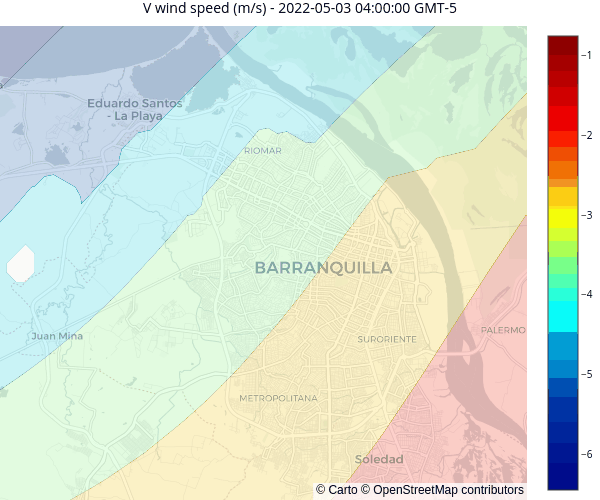 V wind speed (m/s) - 2022-05-03 04:00:00 GMT-5
−1
Eduardo Santos
- La Playa
−2
RIOMAR
−3
BARRANQUILLA
−4
Juan Mina
PALERMO
SURORIENTE
−5
METROPOLITANA
−6
Soledad
© Carto © OpenStreetMap contributors